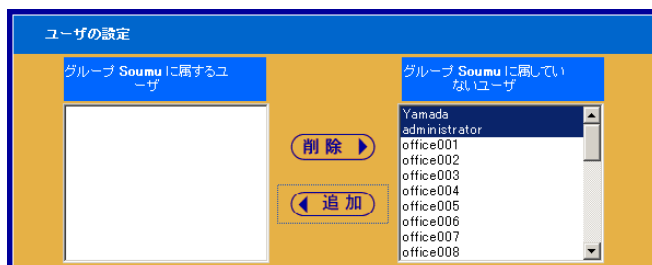 ユーザの設定
グループ Soumu に属するユ
ーザ
グループ Soumu に属してい
ないユーザ
削除
追加
Yamada
administrator
office001
office002
office003
office004
office005
office006
office007
office008